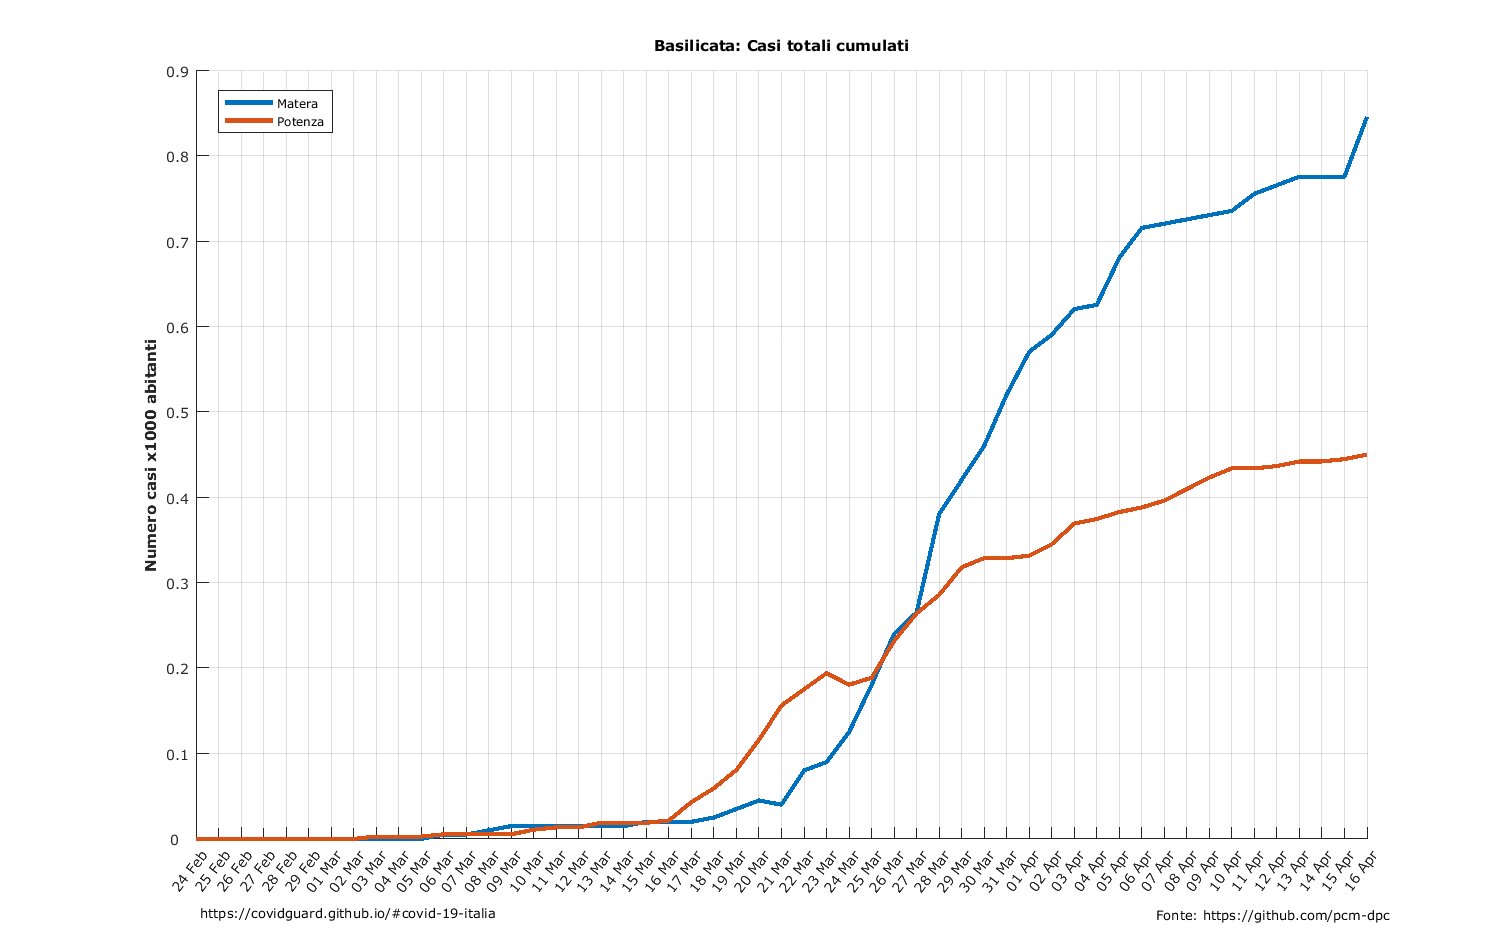 Basilicata: Casi totali cumulati
Matera
Potenza
Numero casi x1000 abitanti
0.9
0.8
0.7
0.6
0.5
0.4
0.3
0.2
0.1
0
24 Feb
25 Feb
26 Feb
27 Feb
28 Feb
29 Feb
01 Mar
02 Mar
03 Mar
04 Mar
05 Mar
06 Mar
07 Mar
08 Mar
09 Mar
10 Mar
11 Mar
12 Mar
13 Mar
14 Mar
15 Mar
16 Mar
17 Mar
18 Mar
19 Mar
20 Mar
21 Mar
22 Mar
23 Mar
24 Mar
25 Mar
26 Mar
27 Mar
28 Mar
29 Mar
30 Mar
31 Mar
01 Apr
02 Apr
03 Apr
04 Apr
05 Apr
06 Apr
07 Apr
08 Apr
09 Apr
10 Apr
11 Apr
12 Apr
13 Apr
14 Apr
15 Apr
16 Apr
https://covidguard.github.io/#covid-19-italia
Fonte: https://github.com/pcm-dpc